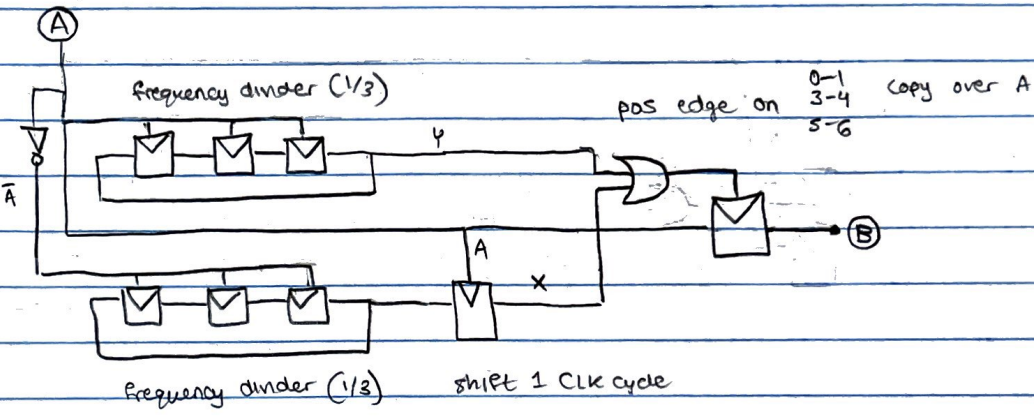 A
frequency divider (1/3)
pos edge on 0-1 copy over A
3-4
5-6
Y
Ā
A
B
X
frequency divider (1/3)
shift 1 CLK cycle